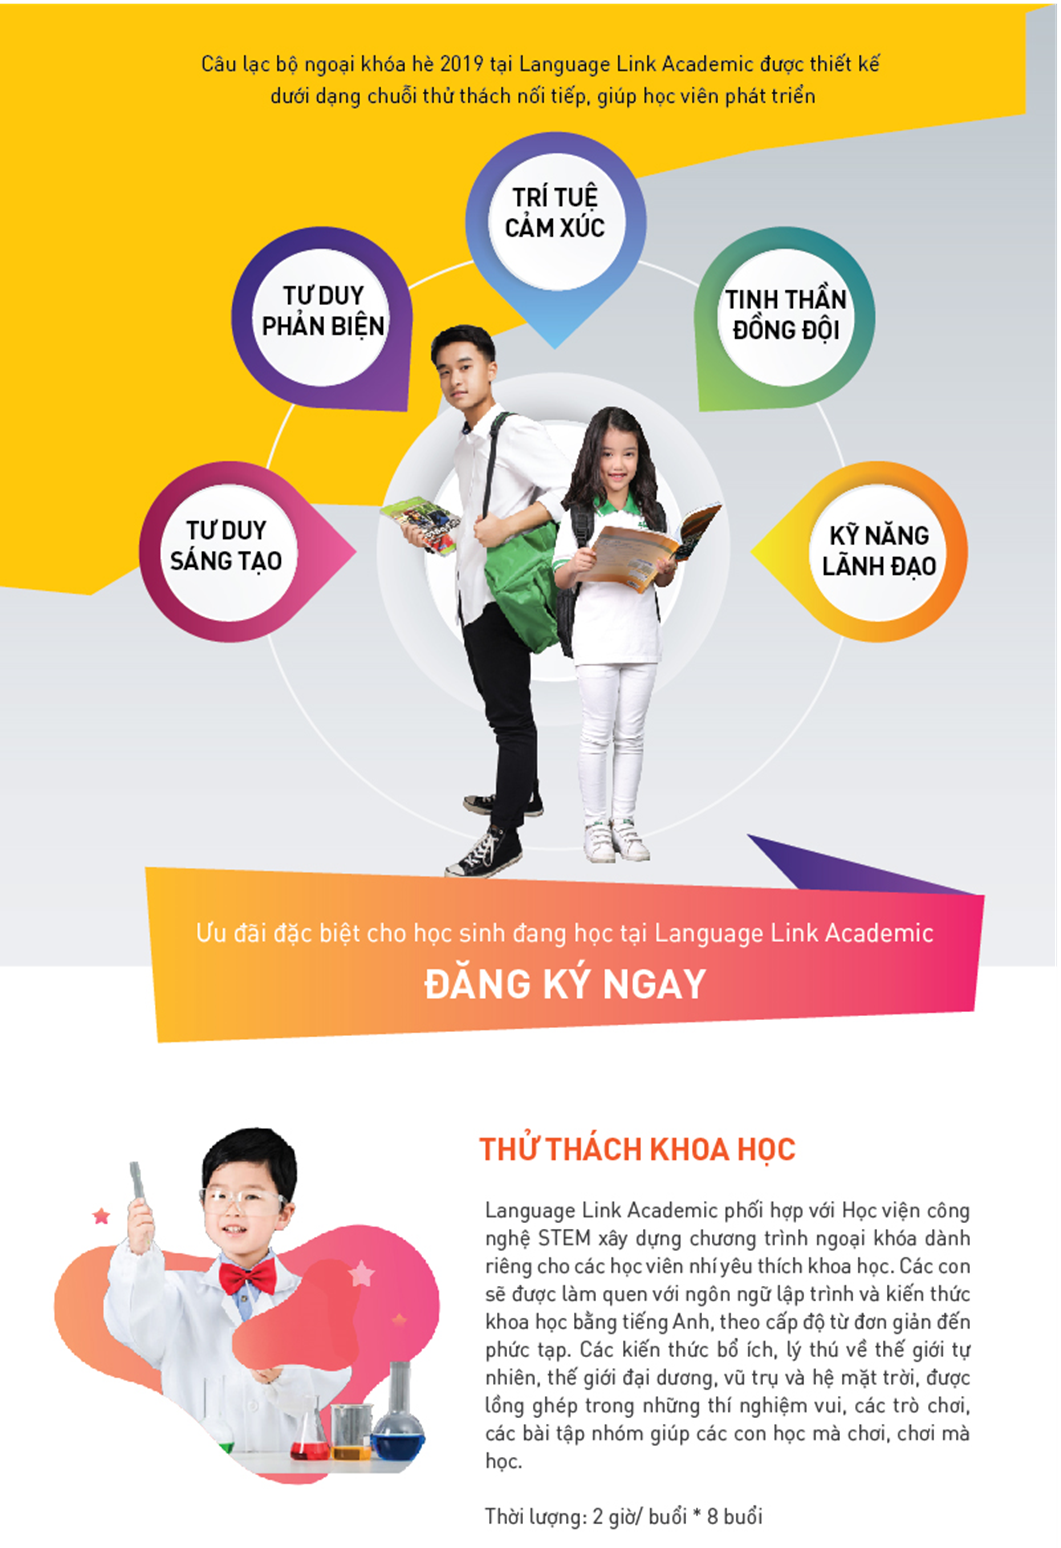 Câu lạc bộ ngoại khóa hè 2019 tại Language Link Academic được thiết kế
dưới dạng chuỗi thử thách nối tiếp, giúp học viên phát triển
TRÍ TUỆ
CẢM XÚC
TƯ DUY
PHẢN BIỆN
TINH THẦN
ĐỒNG ĐỘI
TƯ DUY
SÁNG TẠO
KỸ NĂNG
LÃNH ĐẠO
Ưu đãi đặc biệt cho học sinh đang học tại Language Link Academic
ĐĂNG KÝ NGAY
THỬ THÁCH KHOA HỌC
Language Link Academic phối hợp với Học viện công
nghệ STEM xây dựng chương trình ngoại khóa dành
riêng cho các học viên nhí yêu thích khoa học. Các con
sẽ được làm quen với ngôn ngữ lập trình và kiến thức
khoa học bằng tiếng Anh, theo cấp độ từ đơn giản đến
phức tạp. Các kiến thức bổ ích, lý thú về thế giới tự
nhiên, thế giới đại dương, vũ trụ và hệ mặt trời, được
lồng ghép trong những thí nghiệm vui, các trò chơi,
các bài tập nhóm giúp các con học mà chơi, chơi mà
học.
Thời lượng: 2 giờ/ buổi * 8 buổi